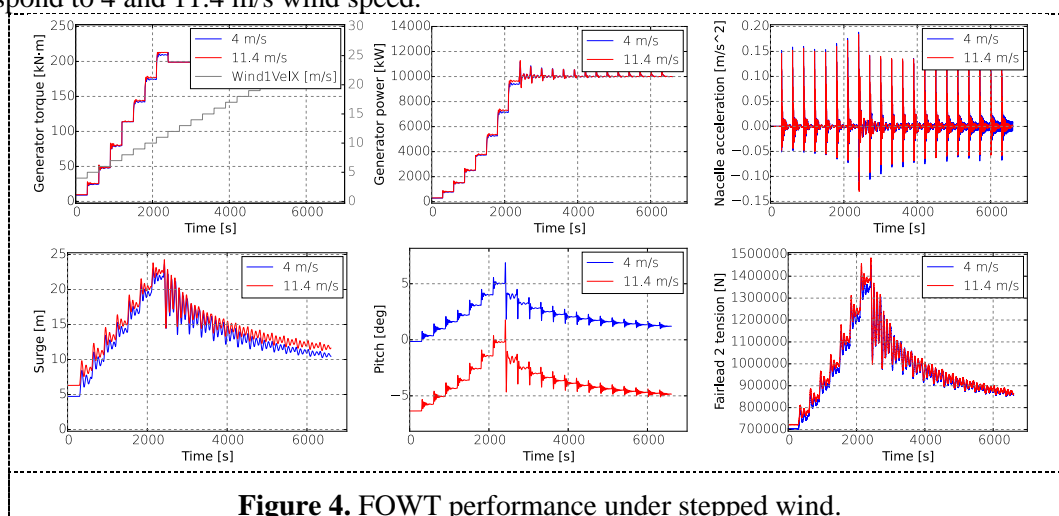 spond to 4 and 11.4 m/s wind speed.
250
200
150
100
50
0
Generator torque [kN·m]
4 m/s
11.4 m/s
Wind1VelX [m/s]
30
25
20
15
10
5
0
0 2000 4000 6000
Time [s]
14000
12000
10000
8000
6000
4000
2000
0
Generator power [kW]
4 m/s
11.4 m/s
0 2000 4000 6000
Time [s]
0.20
0.15
0.10
0.05
0.00
−0.05
−0.10
−0.15
Nacelle acceleration [m/s^2]
4 m/s
11.4 m/s
0 2000 4000 6000
Time [s]
25
20
15
10
5
0
Surge [m]
4 m/s
11.4 m/s
0 2000 4000 6000
Time [s]
5
0
−5
Pitch [deg]
4 m/s
11.4 m/s
0 2000 4000 6000
Time [s]
1500000
1400000
1300000
1200000
1100000
1000000
900000
800000
700000
Fairlead 2 tension [N]
4 m/s
11.4 m/s
0 2000 4000 6000
Time [s]
Figure 4. FOWT performance under stepped wind.